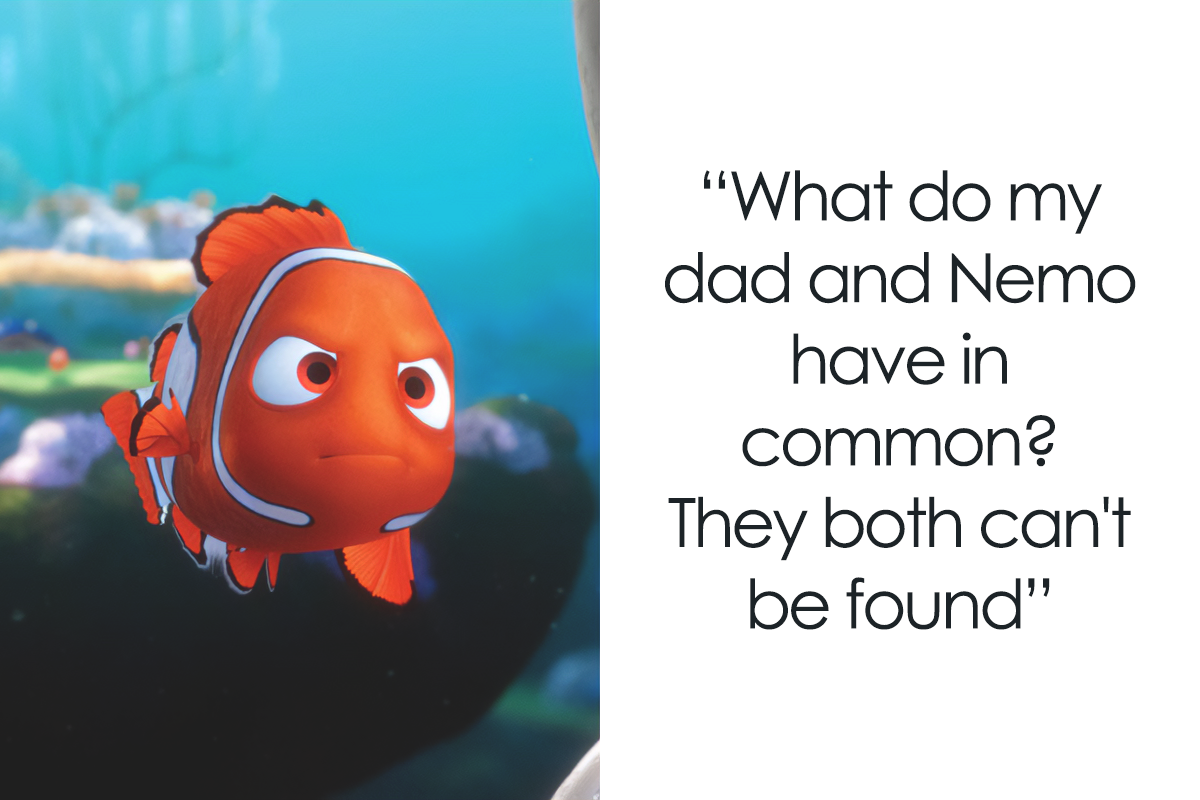 “What do my
dad and Nemo
have in
common?
They both can't
be found”